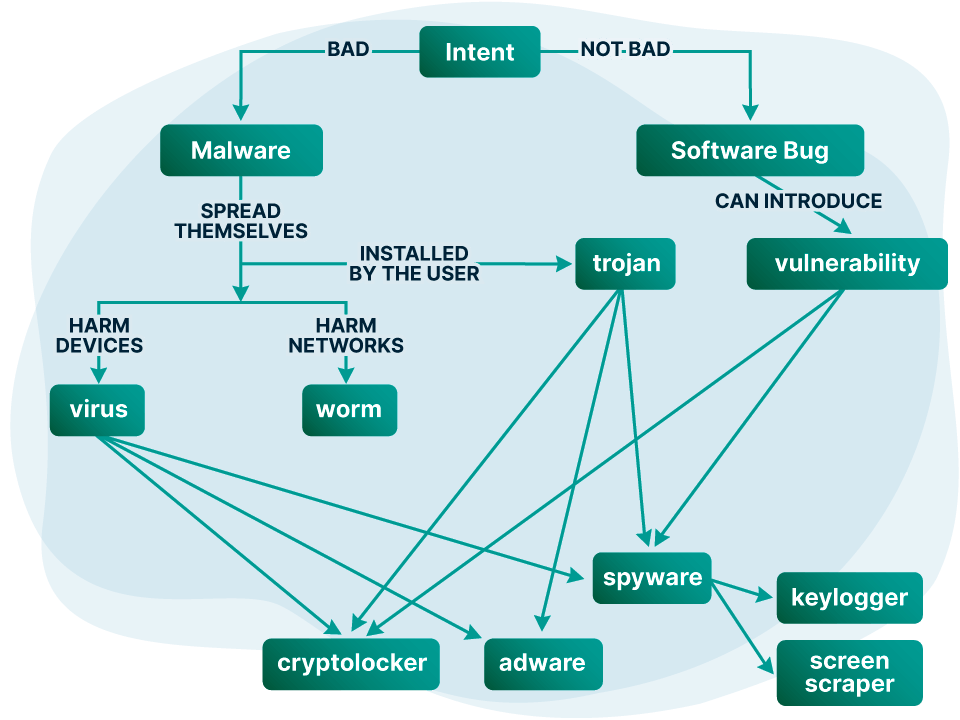 BAD
Intent
NOT BAD
Malware
Software Bug
SPREAD
THEMSELVES
CAN INTRODUCE
INSTALLED
BY THE USER
trojan
vulnerability
HARM
DEVICES
HARM
NETWORKS
virus
worm
spyware
keylogger
cryptolocker
adware
screen
scraper